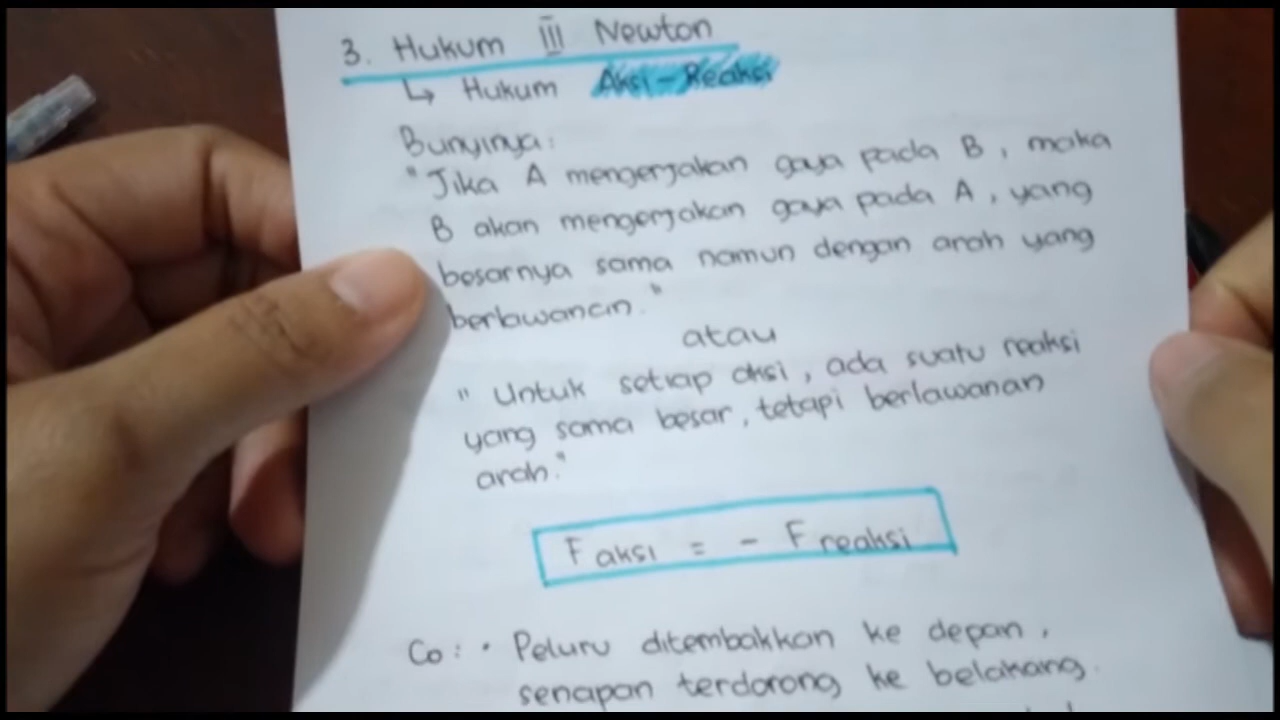 3. Hukum III Newton
↳ Hukum Aksi-Reaksi
Bunyinya:
"Jika A mengerjakan gaya pada B, maka
B akan mengerjakan gaya pada A, yang
besarnya sama namun dengan arah yang
berlawanan."
atau
"Untuk setiap aksi, ada suatu reaksi
yang sama besar, tetapi berlawanan
arah."
F aksi = - F reaksi
Co: • Peluru ditembakkan ke depan,
senapan terdorong ke belakang.